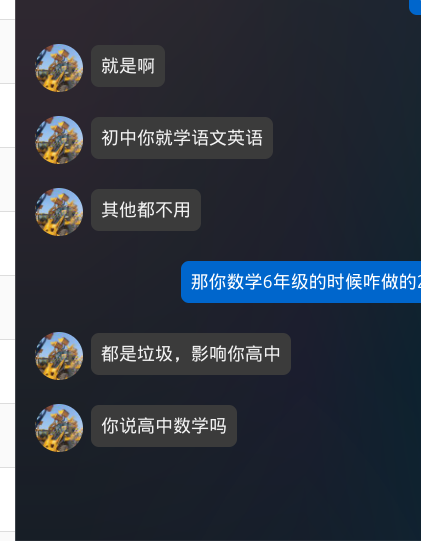 就是啊
初中你就学语文英语
其他都不用
那你数学6年级的时候咋做的
都是垃圾，影响你高中
你说高中数学吗